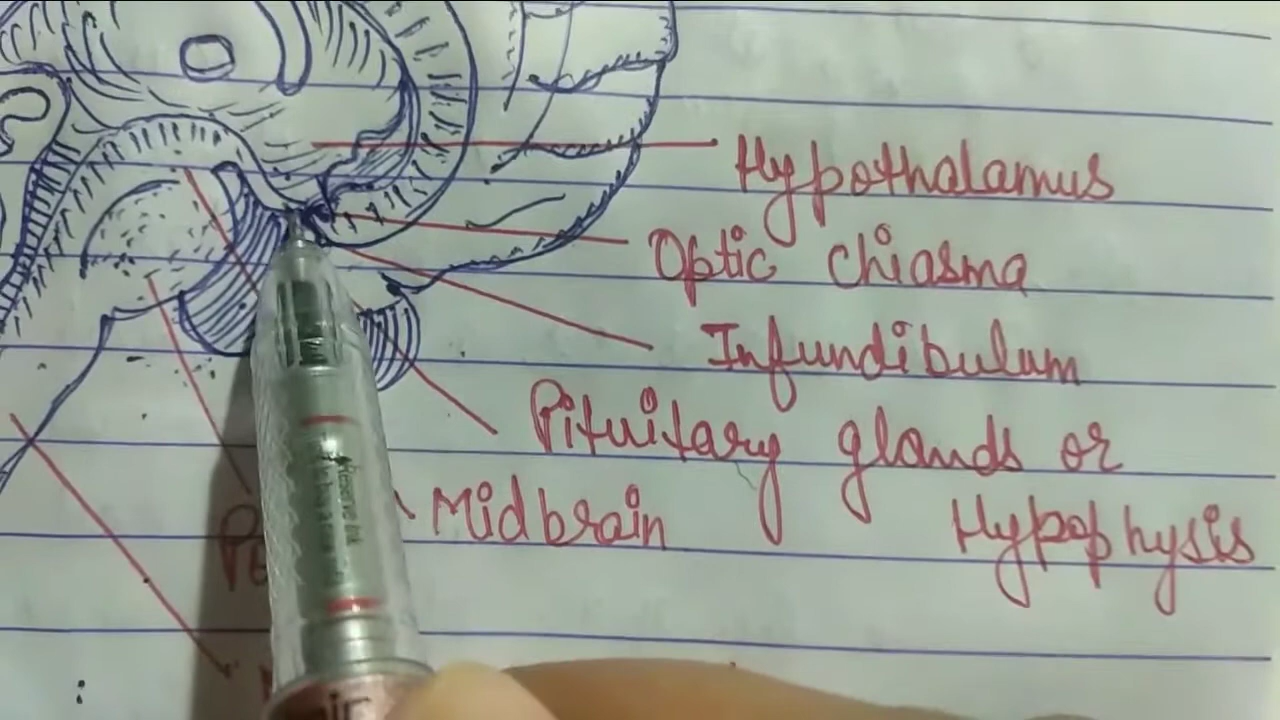 Hypothalamus
Optic chiasma
Infundibulum
Pituitary glands or
Hypophysis
Midbrain